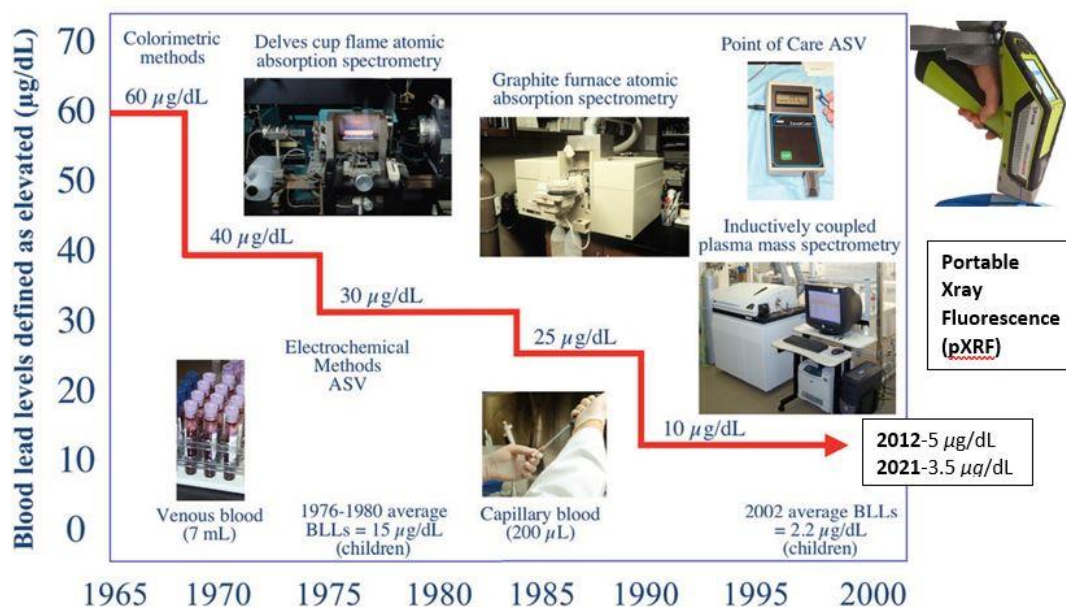 Blood lead levels defined as elevated (µg/dL)
70
60
50
40
30
20
10
0
Colorimetric
methods
60 µg/dL
Delves cup flame atomic
absorption spectrometry
40 µg/dL
30 µg/dL
Electrochemical
Methods
ASV
Graphite furnace atomic
absorption spectrometry
25 µg/dL
Point of Care ASV
Inductively coupled
plasma mass spectrometry
10 µg/dL
Portable
Xray
Fluorescence
(pXRF)
2012-5 µg/dL
2021-3.5 µg/dL
Venous blood
(7 mL)
1976-1980 average
BLLs = 15 µg/dL
(children)
Capillary blood
(200 µL)
2002 average BLLs
= 2.2 µg/dL
(children)
1965 1970 1975 1980 1985 1990 1995 2000